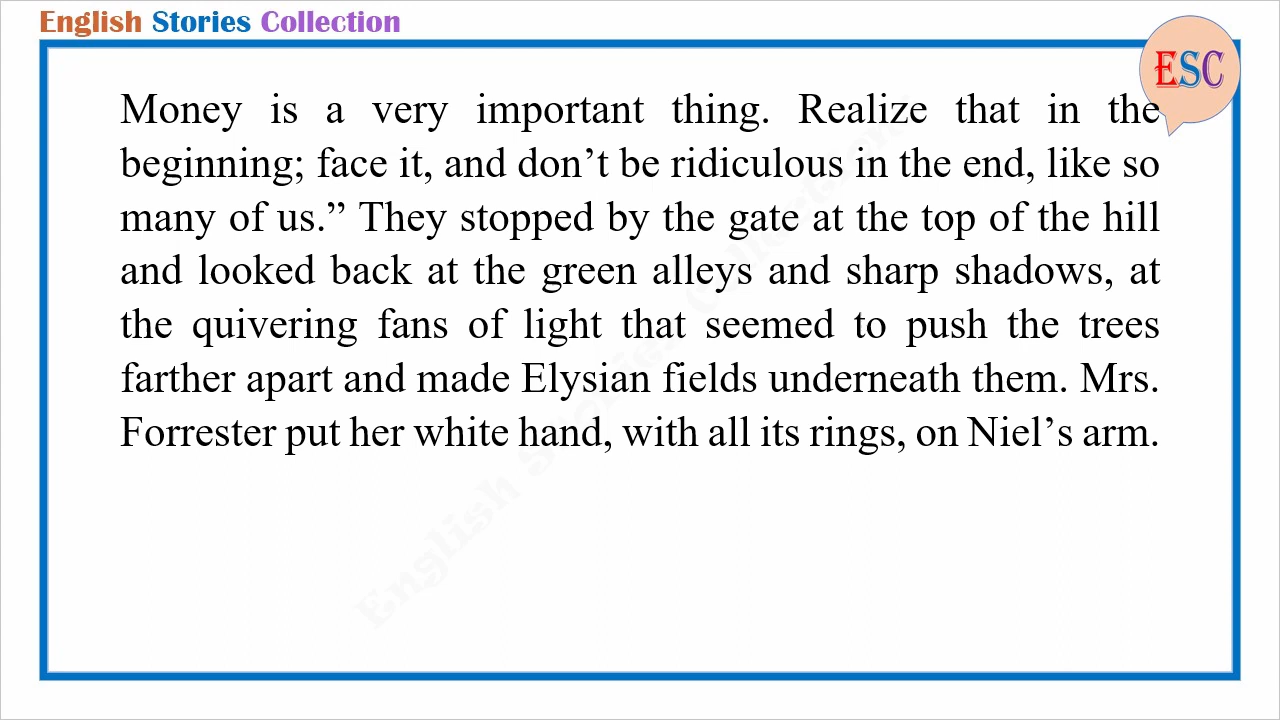 English Stories Collection
ESC
Money is a very important thing. Realize that in the
beginning; face it, and don’t be ridiculous in the end, like so
many of us.” They stopped by the gate at the top of the hill
and looked back at the green alleys and sharp shadows, at
the quivering fans of light that seemed to push the trees
farther apart and made Elysian fields underneath them. Mrs.
Forrester put her white hand, with all its rings, on Niel’s arm.
English Stories Collection